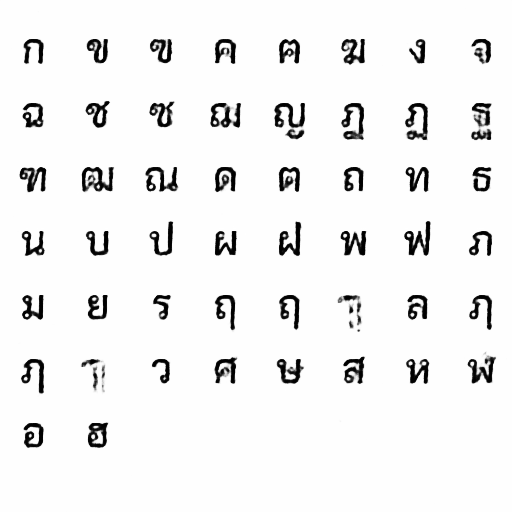 ก ข ฃ ค ฅ ฆ ง จ
ฉ ช ซ ฌ ญ ฎ ฏ ฐ
ฑ ฒ ณ ด ต ถ ท ธ
น บ ป ผ ฝ พ ฟ ภ
ม ย ร ฤ ฤ ล ฦ
ฦ ว ศ ษ ส ห ฬ
อ ฮ